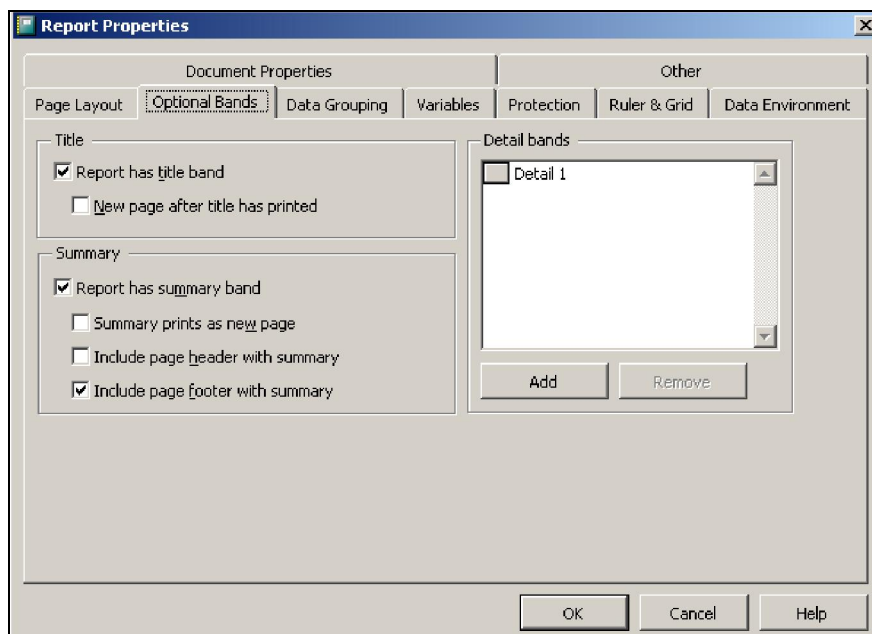 Report Properties
Document Properties
Other
Page Layout
Optional Bands
Data Grouping
Variables
Protection
Ruler & Grid
Data Environment
Title
Report has title band
New page after title has printed
Summary
Report has summary band
Summary prints as new page
Include page header with summary
Include page footer with summary
Detail bands
Detail 1
Add
Remove
OK
Cancel
Help